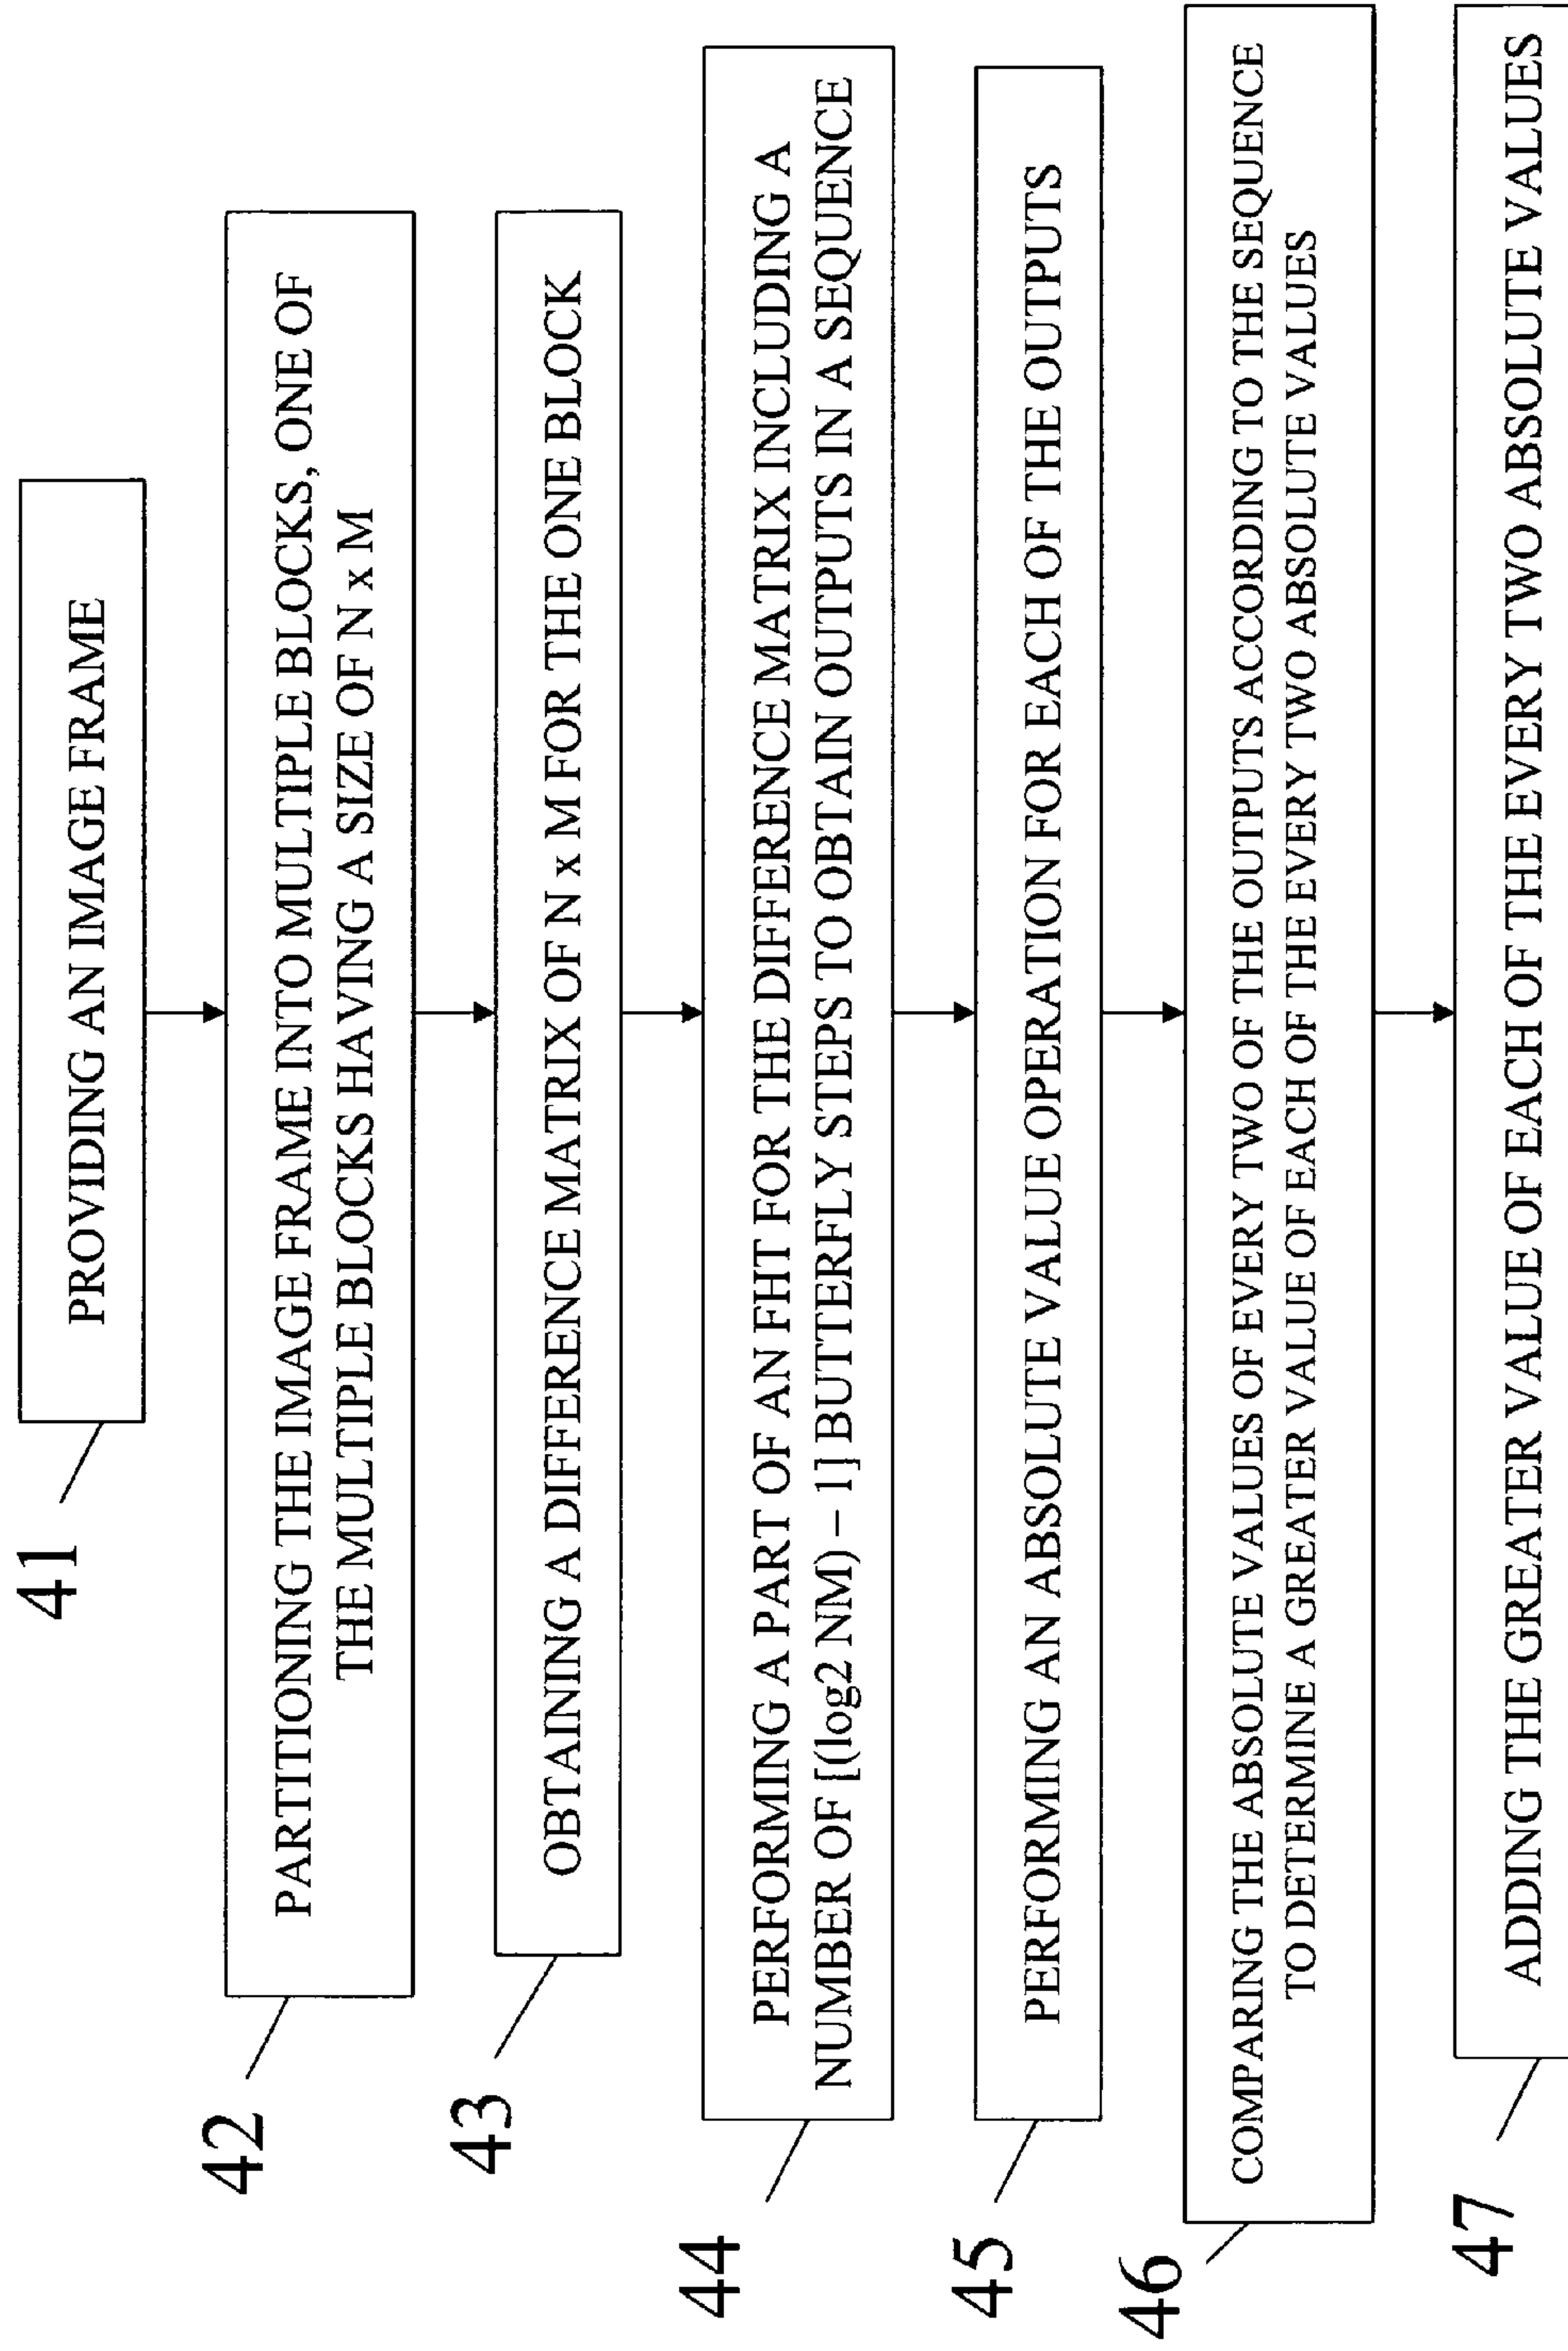 41
PROVIDING AN IMAGE FRAME
42
PARTITIONING THE IMAGE FRAME INTO MULTIPLE BLOCKS, ONE OF
THE MULTIPLE BLOCKS HAVING A SIZE OF N x M
43
OBTAINING A DIFFERENCE MATRIX OF N x M FOR THE ONE BLOCK
44
PERFORMING A PART OF AN FHT FOR THE DIFFERENCE MATRIX INCLUDING A
NUMBER OF [(log2 NM) – 1] BUTTERFLY STEPS TO OBTAIN OUTPUTS IN A SEQUENCE
45
PERFORMING AN ABSOLUTE VALUE OPERATION FOR EACH OF THE OUTPUTS
46
COMPARING THE ABSOLUTE VALUES OF EVERY TWO OF THE OUTPUTS ACCORDING TO THE SEQUENCE
TO DETERMINE A GREATER VALUE OF EACH OF THE EVERY TWO ABSOLUTE VALUES
47
ADDING THE GREATER VALUE OF EACH OF THE EVERY TWO ABSOLUTE VALUES